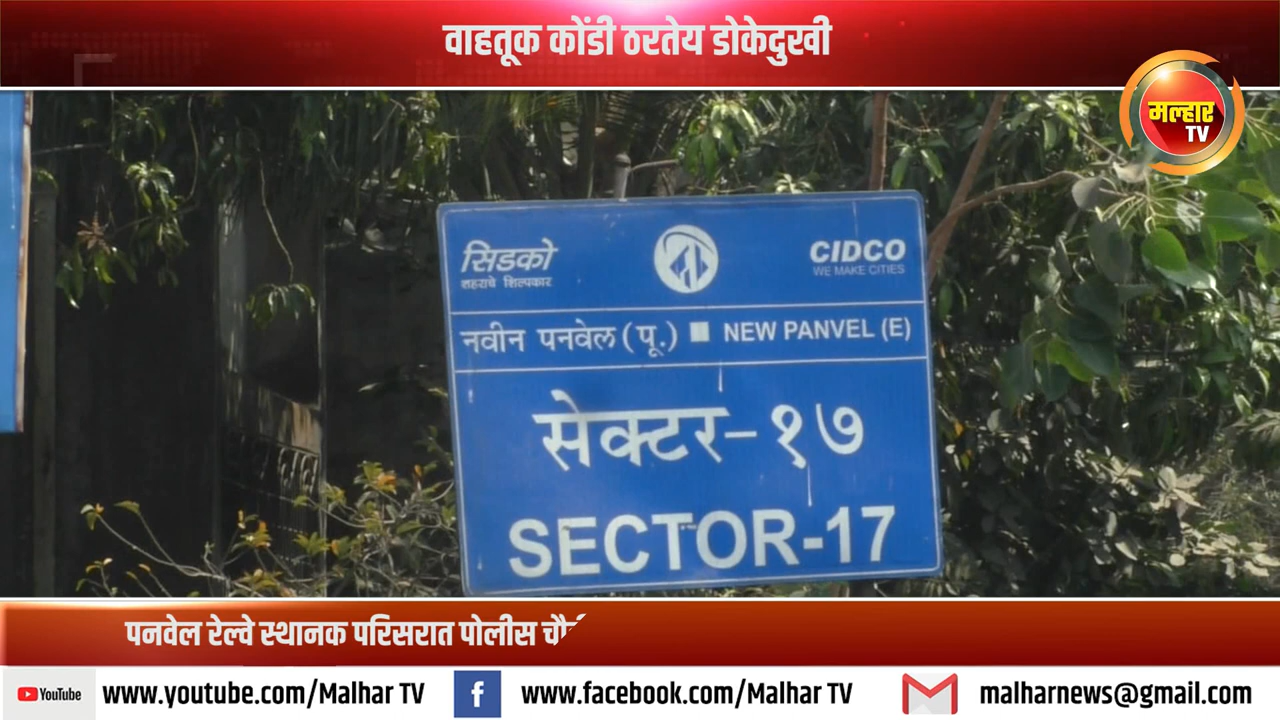 वाहतूक कोंडी ठरतेय डोकेदुखी
मल्हार
TV
सिडको
शहराचे शिल्पकार
CIDCO
WE MAKE CITIES
नवीन पनवेल (पू.) ■ NEW PANVEL (E)
सेक्टर-१७
SECTOR-17
पनवेल रेल्वे स्थानक परिसरात पोलीस
YouTube www.youtube.com/Malhar TV f www.facebook.com/Malhar TV malharnews@gmail.com